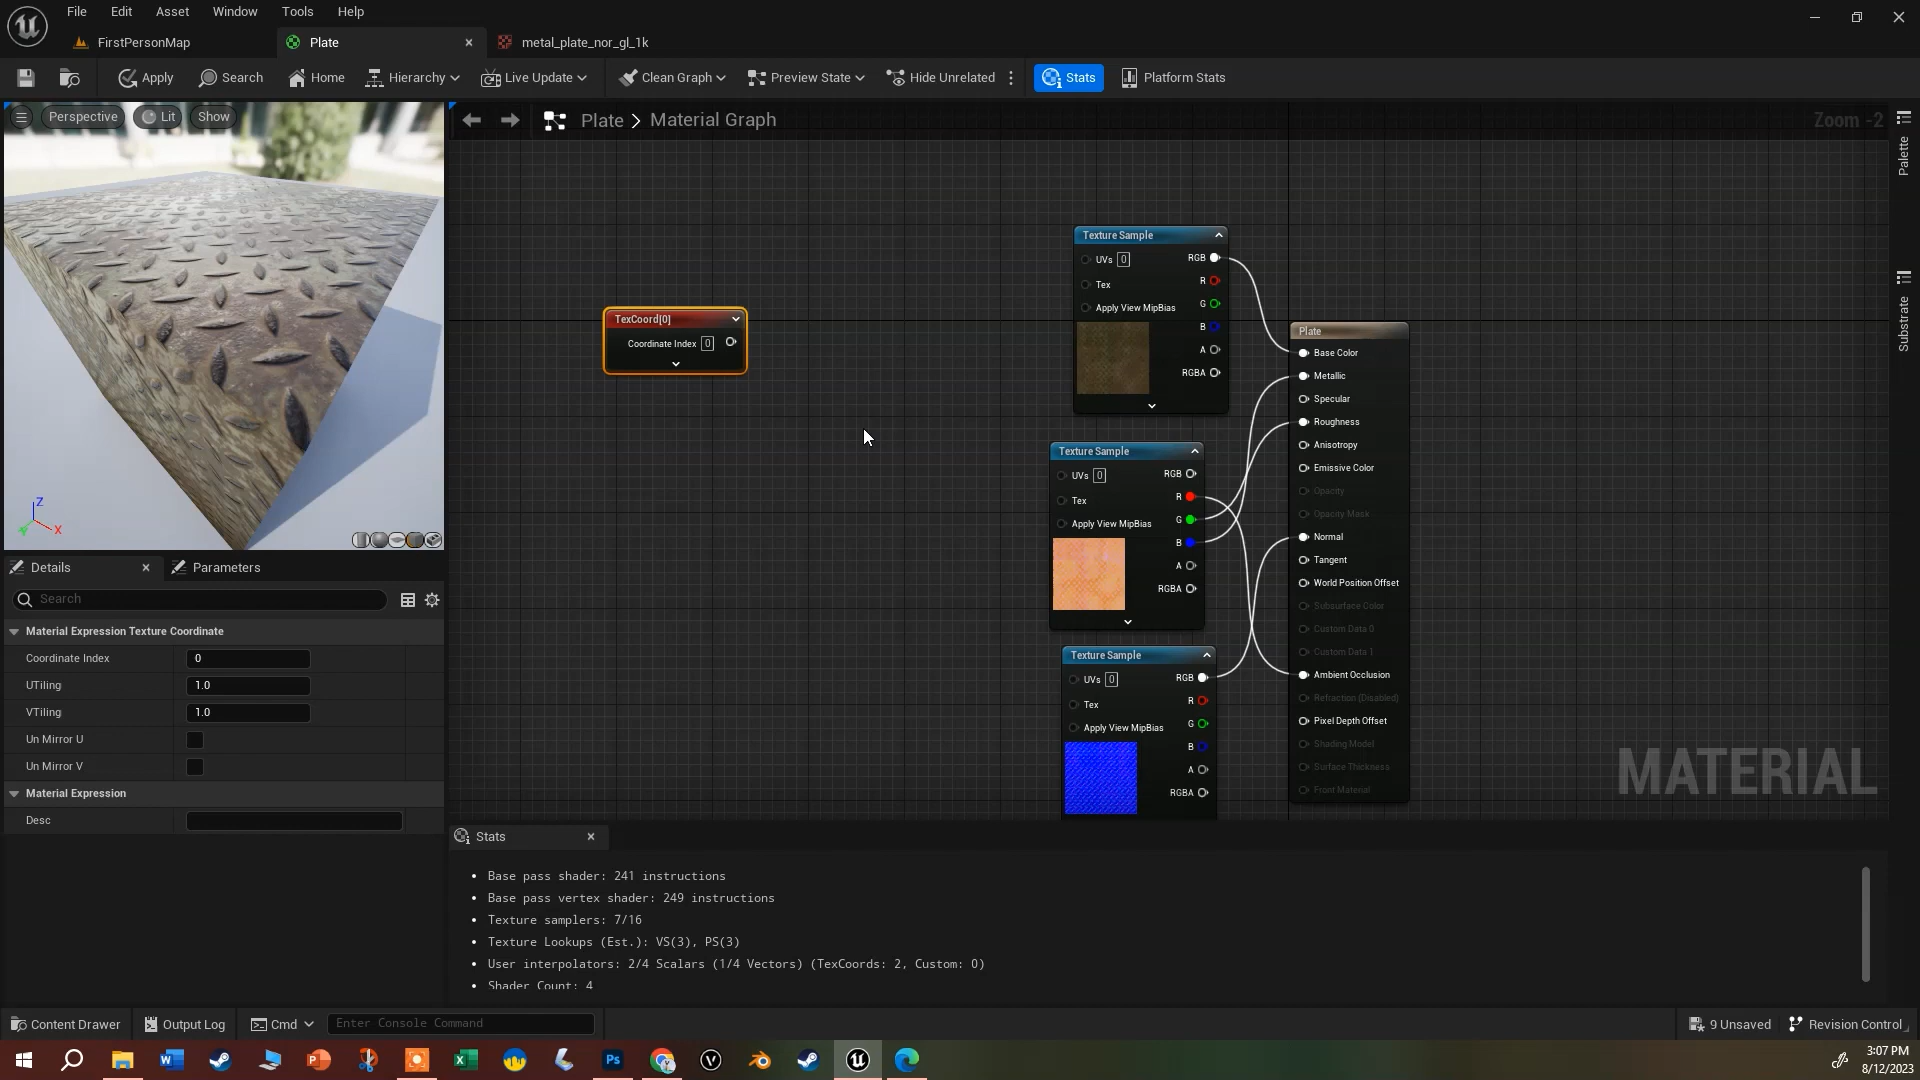 File Edit Asset Window Tools Help
FirstPersonMap Plate metal_plate_nor_gl_1k
Apply Search Home Hierarchy Live Update Clean Graph Preview State Hide Unrelated Stats Platform Stats
Perspective Lit Show
Plate > Material Graph
Zoom -2
Palette
Substrate
Z
X
TexCoord[0]
Coordinate Index 0
Texture Sample
UVs 0 RGB
Tex R
Apply View MipBias G
B
A
RGBA
Texture Sample
UVs 0 RGB
Tex R
Apply View MipBias G
B
A
RGBA
Texture Sample
UVs 0 RGB
Tex R
Apply View MipBias G
B
A
RGBA
Plate
Base Color
Metallic
Specular
Roughness
Anisotropy
Emissive Color
Opacity
Opacity Mask
Normal
Tangent
World Position Offset
Subsurface Color
Custom Data 0
Custom Data 1
Ambient Occlusion
Refraction (Disabled)
Pixel Depth Offset
Shading Model
Surface Thickness
Front Material
MATERIAL
Details Parameters
Search
Material Expression Texture Coordinate
Coordinate Index 0
UTiling 1.0
VTiling 1.0
Un Mirror U
Un Mirror V
Material Expression
Desc
Stats
Base pass shader: 241 instructions
Base pass vertex shader: 249 instructions
Texture samplers: 7/16
Texture Lookups (Est.): VS(3), PS(3)
User interpolators: 2/4 Scalars (1/4 Vectors) (TexCoords: 2, Custom: 0)
Shader Count: 4
Content Drawer Output Log Cmd Enter Console Command 9 Unsaved Revision Control
3:07 PM
8/12/2023